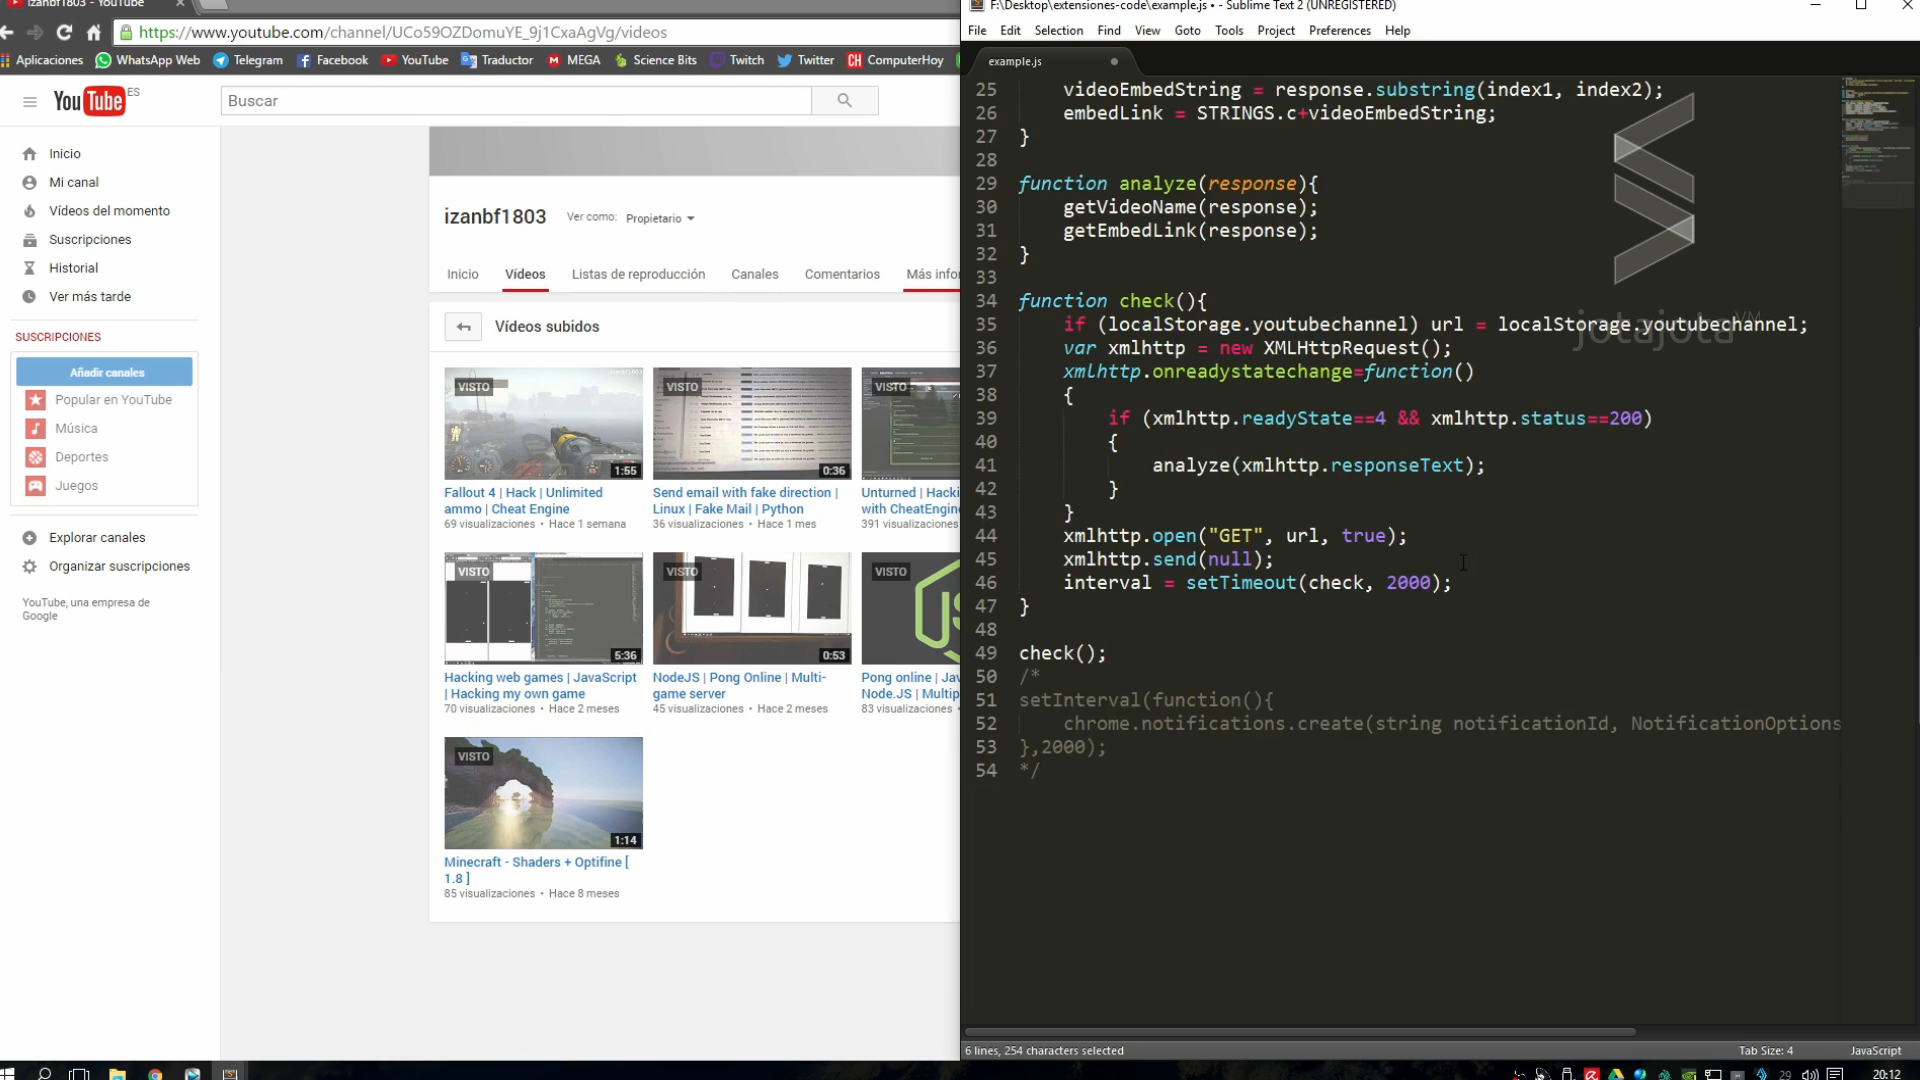 izanbf1803 - YouTube
https://www.youtube.com/channel/UCo59OZDomuYE_9j1CxaAgVg/videos
Aplicaciones WhatsApp Web Telegram Facebook YouTube Traductor MEGA Science Bits Twitch Twitter CH ComputerHoy
YouTube ES
Buscar
Inicio
Mi canal
Vídeos del momento
Suscripciones
Historial
Ver más tarde
SUSCRIPCIONES
Añadir canales
Popular en YouTube
Música
Deportes
Juegos
Explorar canales
Organizar suscripciones
YouTube, una empresa de
Google
izanbf1803 Ver como: Propietario
Inicio Vídeos Listas de reproducción Canales Comentarios Más info
Vídeos subidos
VISTO
1:55
Fallout 4 | Hack | Unlimited
ammo | Cheat Engine
69 visualizaciones • Hace 1 semana
VISTO
0:36
Send email with fake direction |
Linux | Fake Mail | Python
36 visualizaciones • Hace 1 mes
VISTO
Unturned | Hacki
with CheatEngin
391 visualizaciones
VISTO
5:36
Hacking web games | JavaScript
| Hacking my own game
70 visualizaciones • Hace 2 meses
VISTO
0:53
NodeJS | Pong Online | Multi-
game server
45 visualizaciones • Hace 2 meses
VISTO
Pong online | Jav
Node.JS | Multip
83 visualizaciones
VISTO
1:14
Minecraft - Shaders + Optifine [
1.8 ]
85 visualizaciones • Hace 8 meses
F:\Desktop\extensiones-code\example.js • - Sublime Text 2 (UNREGISTERED)
File Edit Selection Find View Goto Tools Project Preferences Help
example.js
25 videoEmbedString = response.substring(index1, index2);
26 embedLink = STRINGS.c+videoEmbedString;
27 }
28
29 function analyze(response){
30 getVideoName(response);
31 getEmbedLink(response);
32 }
33
34 function check(){
35 if (localStorage.youtubechannel) url = localStorage.youtubechannel;
36 var xmlhttp = new XMLHttpRequest();
37 xmlhttp.onreadystatechange=function()
38 {
39 if (xmlhttp.readyState==4 && xmlhttp.status==200)
40 {
41 analyze(xmlhttp.responseText);
42 }
43 }
44 xmlhttp.open("GET", url, true);
45 xmlhttp.send(null);
46 interval = setTimeout(check, 2000);
47 }
48
49 check();
50 /*
51 setInterval(function(){
52 chrome.notifications.create(string notificationId, NotificationOptions
53 },2000);
54 */
jotajota™
6 lines, 254 characters selected
Tab Size: 4 JavaScript
29 20:12